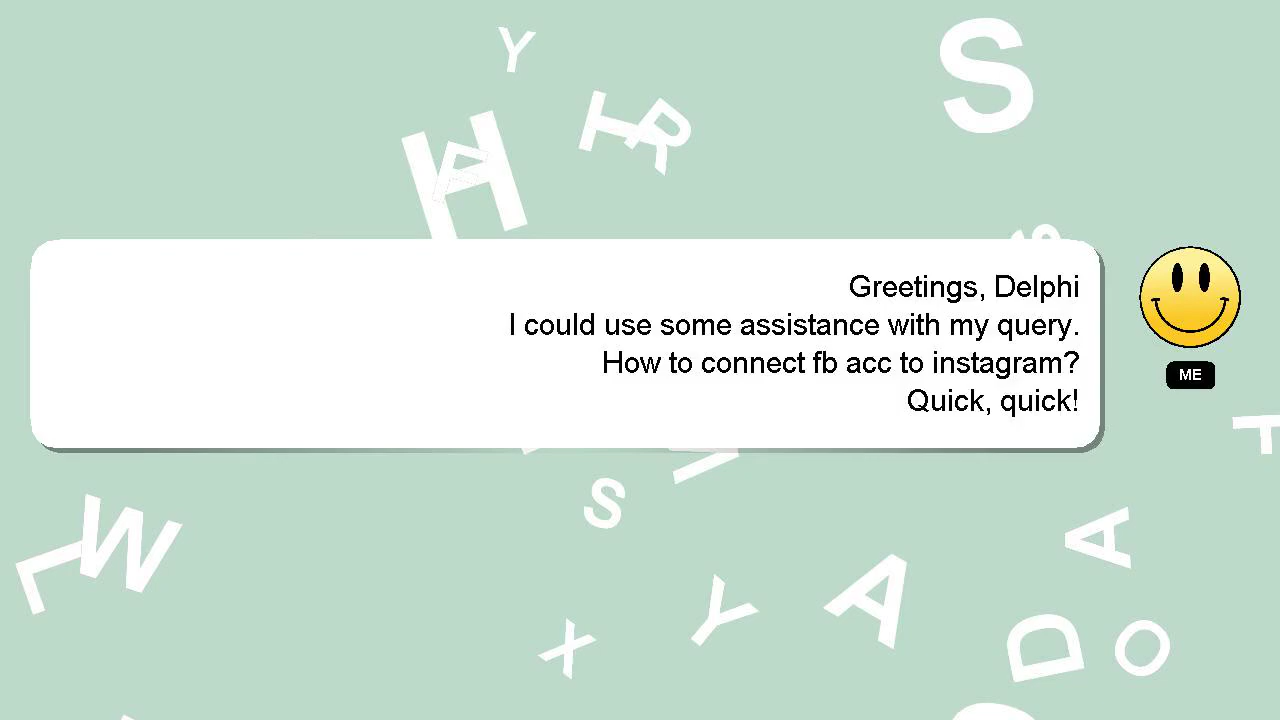 Y
S
T
R
H
A
S
Greetings, Delphi
I could use some assistance with my query.
How to connect fb acc to instagram?
Quick, quick!
ME
T
S
W
L
A
A
Y
X
D
O